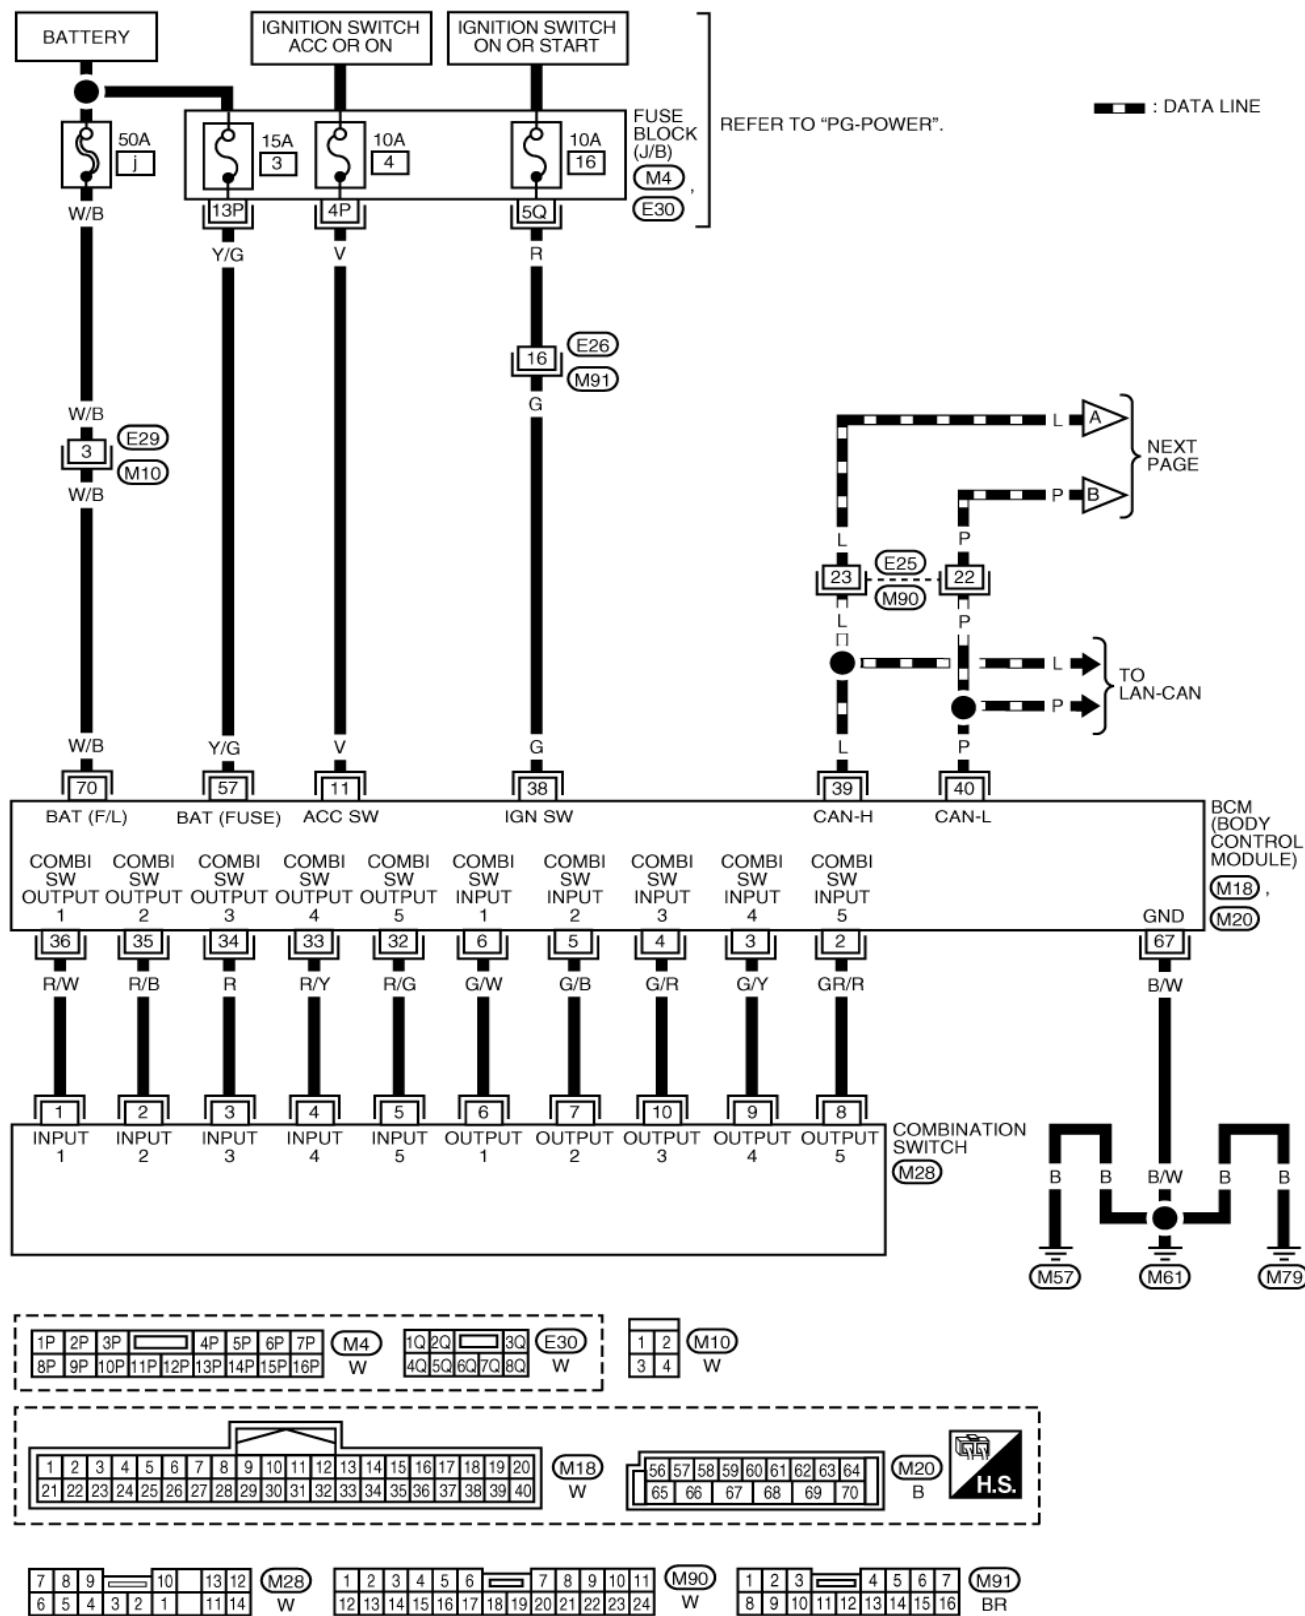 BATTERY
IGNITION SWITCH
ACC OR ON
IGNITION SWITCH
ON OR START
50A
j
15A
3
10A
4
10A
16
FUSE
BLOCK
(J/B)
M4 ,
E30
REFER TO “PG-POWER”.
: DATA LINE
13P 4P 5Q
W/B Y/G V R
16
E26
M91
W/B G
3
E29
M10
W/B
L A
P B
NEXT
PAGE
L P
23 E25 22
M90
L P
L
P
TO
LAN-CAN
W/B Y/G V G L P
70 57 11 38 39 40
BAT (F/L) BAT (FUSE) ACC SW IGN SW CAN-H CAN-L
BCM
(BODY
CONTROL
MODULE)
M18 ,
M20
COMBI COMBI COMBI COMBI COMBI COMBI COMBI COMBI COMBI COMBI
SW SW SW SW SW SW SW SW SW SW
OUTPUT OUTPUT OUTPUT OUTPUT OUTPUT INPUT INPUT INPUT INPUT INPUT
1 2 3 4 5 1 2 3 4 5
GND
36 35 34 33 32 6 5 4 3 2 67
R/W R/B R R/Y R/G G/W G/B G/R G/Y GR/R B/W
1 2 3 4 5 6 7 10 9 8
INPUT INPUT INPUT INPUT INPUT OUTPUT OUTPUT OUTPUT OUTPUT OUTPUT
1 2 3 4 5 1 2 3 4 5
COMBINATION
SWITCH
M28
B B B/W B B
M57 M61 M79
1P 2P 3P 4P 5P 6P 7P
8P 9P 10P 11P 12P 13P 14P 15P 16P
M4
W
1Q 2Q 3Q
4Q 5Q 6Q 7Q 8Q
E30
W
1 2
3 4
M10
W
1 2 3 4 5 6 7 8 9 10 11 12 13 14 15 16 17 18 19 20
21 22 23 24 25 26 27 28 29 30 31 32 33 34 35 36 37 38 39 40
M18
W
56 57 58 59 60 61 62 63 64
65 66 67 68 69 70
M20
B
H.S.
7 8 9 10 13 12
6 5 4 3 2 1 11 14
M28
W
1 2 3 4 5 6 7 8 9 10 11
12 13 14 15 16 17 18 19 20 21 22 23 24
M90
W
1 2 3 4 5 6 7
8 9 10 11 12 13 14 15 16
M91
BR